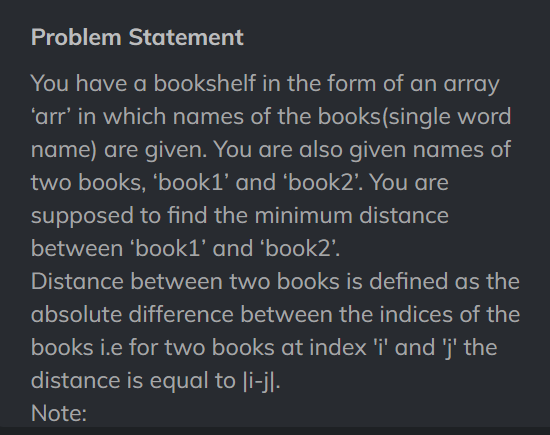 Problem Statement
You have a bookshelf in the form of an array
‘arr’ in which names of the books(single word
name) are given. You are also given names of
two books, ‘book1’ and ‘book2’. You are
supposed to find the minimum distance
between ‘book1’ and ‘book2’.
Distance between two books is defined as the
absolute difference between the indices of the
books i.e for two books at index 'i' and 'j' the
distance is equal to |i-j|.
Note: